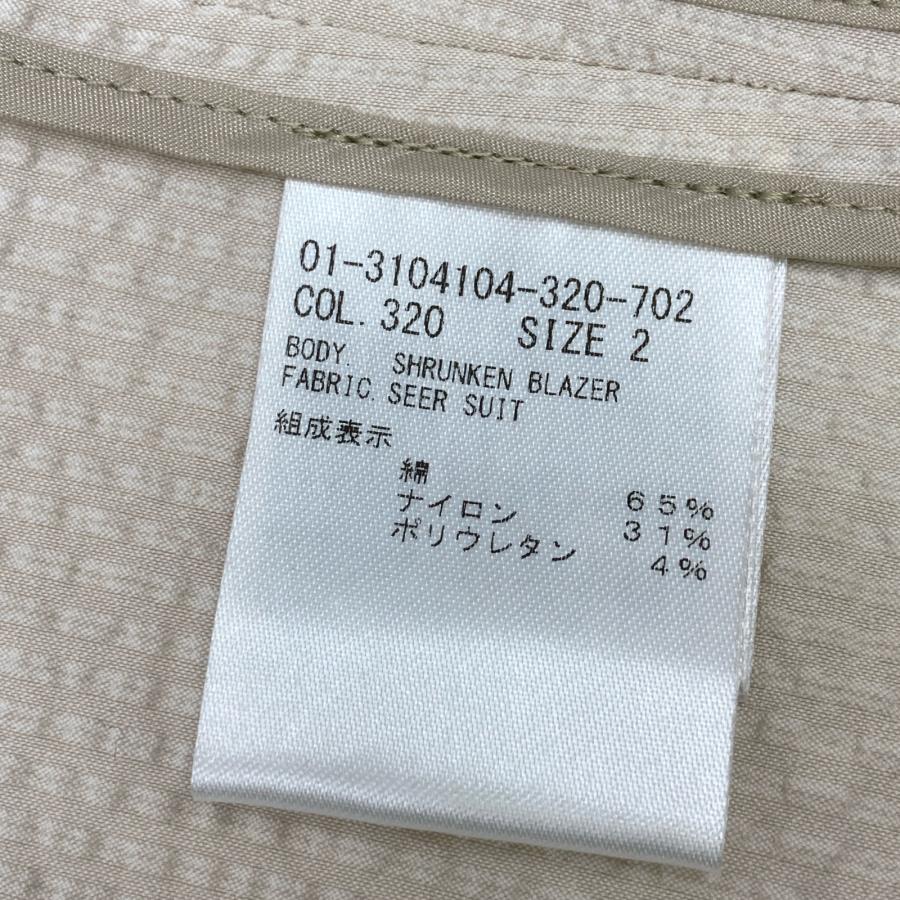 01-3104104-320-702
COL. 320 SIZE 2
BODY. SHRUNKEN BLAZER
FABRIC. SEER SUIT
組成表示
綿 65%
ナイロン 31%
ポリウレタン 4%